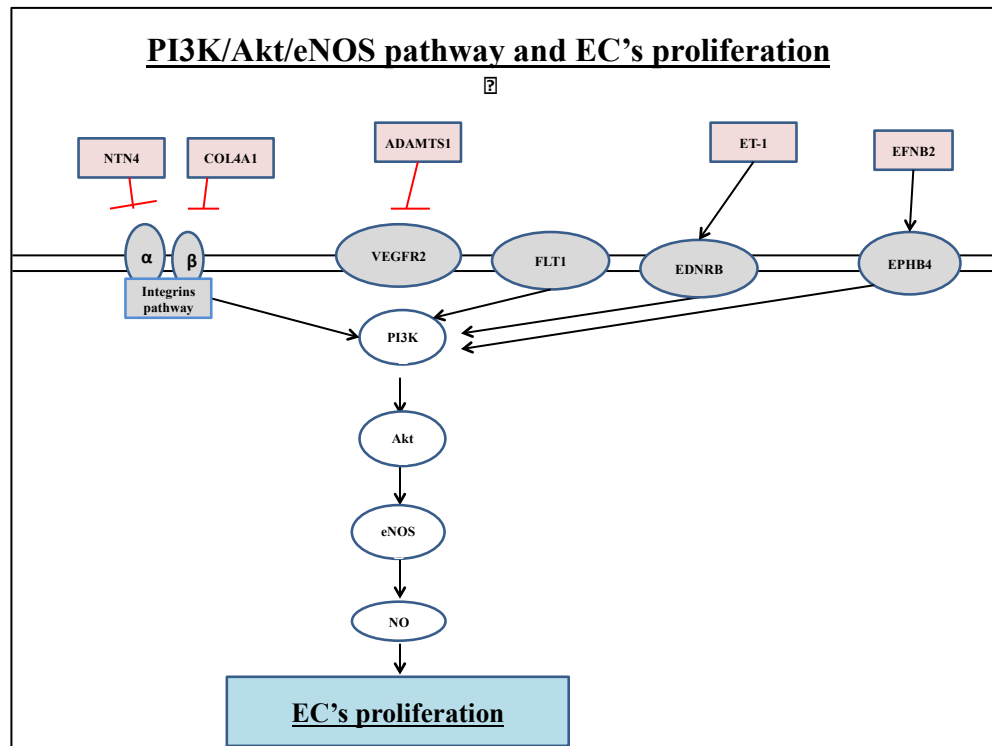 PI3K/Akt/eNOS pathway and EC’s proliferation
NTN4
COL4A1
ADAMTS1
ET-1
EFNB2
α
β
VEGFR2
FLT1
EDNRB
EPHB4
Integrins
pathway
PI3K
Akt
eNOS
NO
EC’s proliferation